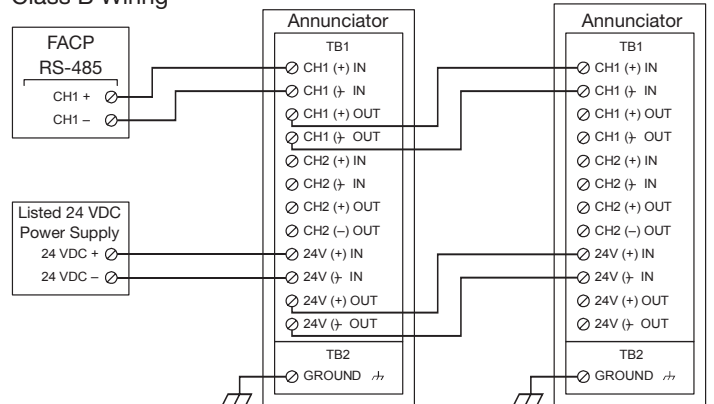 Class B Wiring
FACP
RS-485
CH1 +
CH1 –
Listed 24 VDC
Power Supply
24 VDC +
24 VDC –
Annunciator
TB1
CH1 (+) IN
CH1 (-) IN
CH1 (+) OUT
CH1 (-) OUT
CH2 (+) IN
CH2 (-) IN
CH2 (+) OUT
CH2 (–) OUT
24V (+) IN
24V (-) IN
24V (+) OUT
24V (-) OUT
TB2
GROUND
Annunciator
TB1
CH1 (+) IN
CH1 (-) IN
CH1 (+) OUT
CH1 (-) OUT
CH2 (+) IN
CH2 (-) IN
CH2 (+) OUT
CH2 (–) OUT
24V (+) IN
24V (-) IN
24V (+) OUT
24V (-) OUT
TB2
GROUND